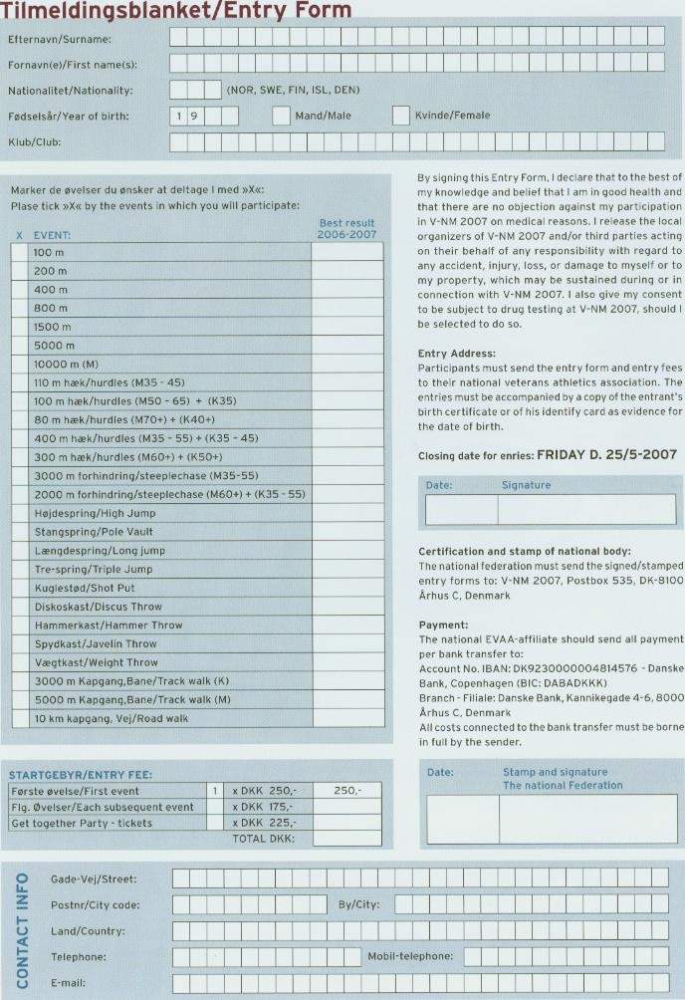 Tilmeldingsblanket/Entry Form
Efternavn/Surname:
Fornavn(e)/First name(s):
Nationalitet/Nationality: (NOR, SWE, FIN, ISL, DEN)
Fødselsår/Year of birth: 1 9 Mand/Male Kvinde/Female
Klub/Club:
Marker de øvelser du ønsker at deltage I med »X«:
Plase tick »X« by the events in which you will participate:
Best result
X EVENT: 2006-2007
100 m
200 m
400 m
800 m
1500 m
5000 m
10000 m (M)
110 m hæk/hurdles (M35 - 45)
100 m hæk/hurdles (M50 - 65) + (K35)
80 m hæk/hurdles (M70+) + (K40+)
400 m hæk/hurdles (M35 - 55) + (K35 - 45)
300 m hæk/hurdles (M60+) + (K50+)
3000 m forhindring/steeplechase (M35-55)
2000 m forhindring/steeplechase (M60+) + (K35 - 55)
Højdespring/High Jump
Stangspring/Pole Vault
Længdespring/Long jump
Tre-spring/Triple Jump
Kuglestød/Shot Put
Diskoskast/Discus Throw
Hammerkast/Hammer Throw
Spydkast/Javelin Throw
Vægtkast/Weight Throw
3000 m Kapgang,Bane/Track walk (K)
5000 m Kapgang,Bane/Track walk (M)
10 km kapgang, Vej/Road walk
STARTGEBYR/ENTRY FEE:
Første øvelse/First event 1 x DKK 250,- 250,-
Flg. Øvelser/Each subsequent event x DKK 175,-
Get together Party - tickets x DKK 225,-
TOTAL DKK:
By signing this Entry Form, I declare that to the best of
my knowledge and belief that I am in good health and
that there are no objection against my participation
in V-NM 2007 on medical reasons. I release the local
organizers of V-NM 2007 and/or third parties acting
on their behalf of any responsibility with regard to
any accident, injury, loss, or damage to myself or to
my property, which may be sustained during or in
connection with V-NM 2007. I also give my consent
to be subject to drug testing at V-NM 2007, should I
be selected to do so.
Entry Address:
Participants must send the entry form and entry fees
to their national veterans athletics association. The
entries must be accompanied by a copy of the entrant's
birth certificate or of his identify card as evidence for
the date of birth.
Closing date for enries: FRIDAY D. 25/5-2007
Date: Signature
Certification and stamp of national body:
The national federation must send the signed/stamped
entry forms to: V-NM 2007, Postbox 535, DK-8100
Århus C, Denmark
Payment:
The national EVAA-affiliate should send all payment
per bank transfer to:
Account No. IBAN: DK9230000004814576 - Danske
Bank, Copenhagen (BIC: DABADKKK)
Branch - Filiale: Danske Bank, Kannikegade 4-6, 8000
Århus C, Denmark
All costs connected to the bank transfer must be borne
in full by the sender.
Date: Stamp and signature
The national Federation
CONTACT INFO
Gade-Vej/Street:
Postnr/City code: By/City:
Land/Country:
Telephone: Mobil-telephone:
E-mail: